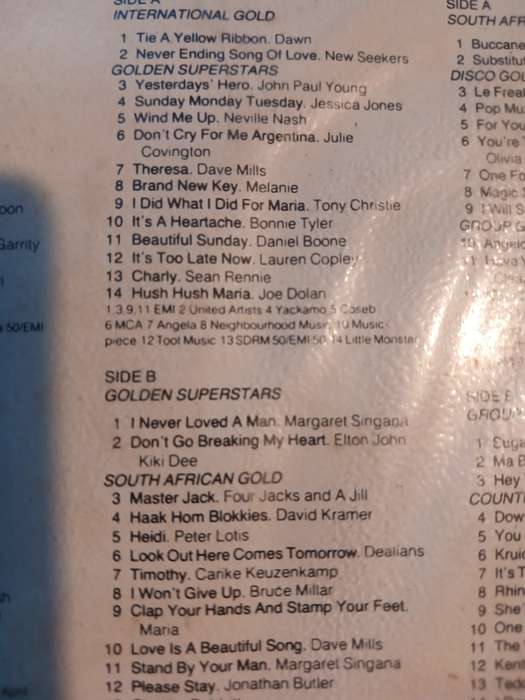 SIDE A
INTERNATIONAL GOLD
1 Tie A Yellow Ribbon. Dawn
2 Never Ending Song Of Love. New Seekers
GOLDEN SUPERSTARS
3 Yesterdays' Hero. John Paul Young
4 Sunday Monday Tuesday. Jessica Jones
5 Wind Me Up. Neville Nash
6 Don't Cry For Me Argentina. Julie
Covington
7 Theresa. Dave Mills
8 Brand New Key. Melanie
9 I Did What I Did For Maria. Tony Christie
10 It's A Heartache. Bonnie Tyler
11 Beautiful Sunday. Daniel Boone
12 It's Too Late Now. Lauren Copley
13 Charly. Sean Rennie
14 Hush Hush Maria. Joe Dolan
1,3,9,11 EMI 2 United Artists 4 Yackamo 5 Coseb
6 MCA 7 Angela 8 Neighbourhood Music 10 Music-
piece 12 Tool Music 13 SDRM 50/EMI 50 14 Little Monster
SIDE B
GOLDEN SUPERSTARS
1 I Never Loved A Man. Margaret Singana
2 Don't Go Breaking My Heart. Elton John
Kiki Dee
SOUTH AFRICAN GOLD
3 Master Jack. Four Jacks and A Jill
4 Haak Hom Blokkies. David Kramer
5 Heidi. Peter Lotis
6 Look Out Here Comes Tomorrow. Dealians
7 Timothy. Carike Keuzenkamp
8 I Won't Give Up. Bruce Millar
9 Clap Your Hands And Stamp Your Feet.
Maria
10 Love Is A Beautiful Song. Dave Mills
11 Stand By Your Man. Margaret Singana
12 Please Stay. Jonathan Butler
Garrity
50/EMI
SIDE A
SOUTH AFR
1 Buccane
2 Substitut
DISCO GOL
3 Le Frea
4 Pop Mu
5 For You
6 You're
Olivia
7 One Fo
8 Magic
9 I Will S
GROUP G
10 Angelo
SIDE
GROU
1 Suga
2 Ma B
3 Hey
COUNT
4 Dow
5 You
6 Kruid
7 It's T
8 Rhin
9 She
10 One
11 The
12 Kent
13 Ted